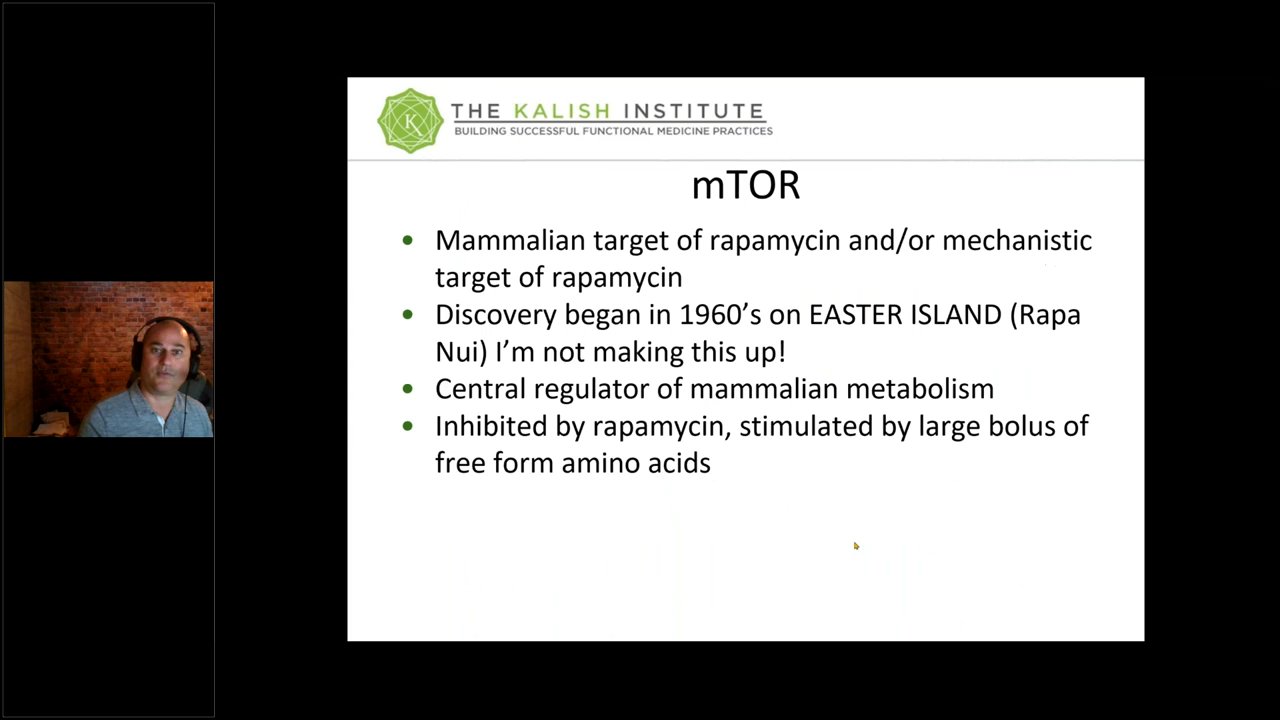 THE KALISH INSTITUTE
BUILDING SUCCESSFUL FUNCTIONAL MEDICINE PRACTICES
mTOR
• Mammalian target of rapamycin and/or mechanistic
target of rapamycin
• Discovery began in 1960’s on EASTER ISLAND (Rapa
Nui) I’m not making this up!
• Central regulator of mammalian metabolism
• Inhibited by rapamycin, stimulated by large bolus of
free form amino acids